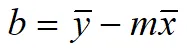 b = y̅ − mx̅